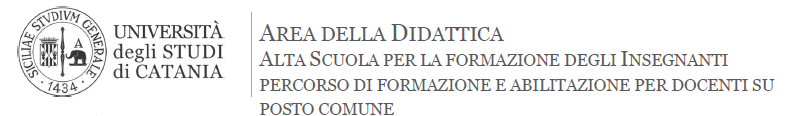 SICILIAE STVDIVM GENERALE
1434
A
UNIVERSITÀ
degli STUDI
di CATANIA
AREA DELLA DIDATTICA
ALTA SCUOLA PER LA FORMAZIONE DEGLI INSEGNANTI
PERCORSO DI FORMAZIONE E ABILITAZIONE PER DOCENTI SU
POSTO COMUNE